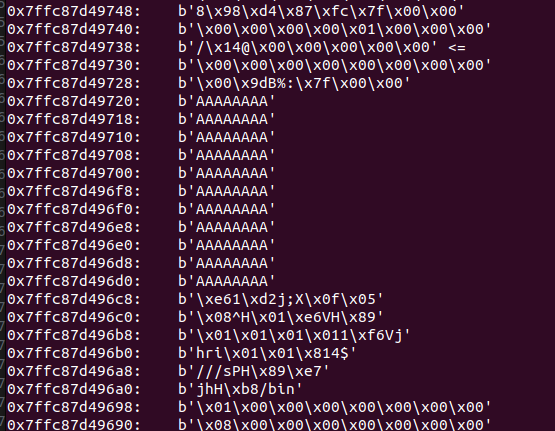 0x7ffc87d49748: b'8\x98\xd4\x87\xfc\x7f\x00\x00'
0x7ffc87d49740: b'\x00\x00\x00\x00\x01\x00\x00\x00'
0x7ffc87d49738: b'/\x14@\x00\x00\x00\x00\x00' <=
0x7ffc87d49730: b'\x00\x00\x00\x00\x00\x00\x00\x00'
0x7ffc87d49728: b'\x00\x9dB%:\x7f\x00\x00'
0x7ffc87d49720: b'AAAAAAAA'
0x7ffc87d49718: b'AAAAAAAA'
0x7ffc87d49710: b'AAAAAAAA'
0x7ffc87d49708: b'AAAAAAAA'
0x7ffc87d49700: b'AAAAAAAA'
0x7ffc87d496f8: b'AAAAAAAA'
0x7ffc87d496f0: b'AAAAAAAA'
0x7ffc87d496e8: b'AAAAAAAA'
0x7ffc87d496e0: b'AAAAAAAA'
0x7ffc87d496d8: b'AAAAAAAA'
0x7ffc87d496d0: b'AAAAAAAA'
0x7ffc87d496c8: b'\xe61\xd2j;X\x0f\x05'
0x7ffc87d496c0: b'\x08^H\x01\xe6VH\x89'
0x7ffc87d496b8: b'\x01\x01\x01\x011\xf6Vj'
0x7ffc87d496b0: b'hri\x01\x01\x814$'
0x7ffc87d496a8: b'///sPH\x89\xe7'
0x7ffc87d496a0: b'jhH\xb8/bin'
0x7ffc87d49698: b'\x01\x00\x00\x00\x00\x00\x00\x00'
0x7ffc87d49690: b'\x08\x00\x00\x00\x00\x00\x00\x00'